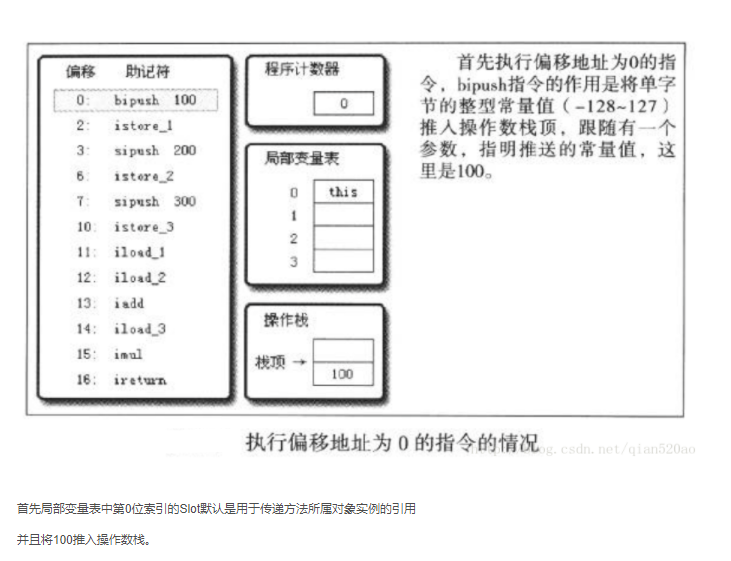 偏移 助记符
0: bipush 100
2: istore_1
3: sipush 200
6: istore_2
7: sipush 300
10: istore_3
11: iload_1
12: iload_2
13: iadd
14: iload_3
15: imul
16: ireturn
程序计数器
0
局部变量表
0 this
1
2
3
操作栈
栈顶 →
100
首先执行偏移地址为0的指
令，bipush指令的作用是将单字
节的整型常量值（-128~127）
推入操作数栈顶，跟随有一个
参数，指明推送的常量值，这
里是100。
执行偏移地址为 0 的指令的情况
og.csdn.net/qian520ao
首先局部变量表中第0位索引的Slot默认是用于传递方法所属对象实例的引用
并且将100推入操作数栈。